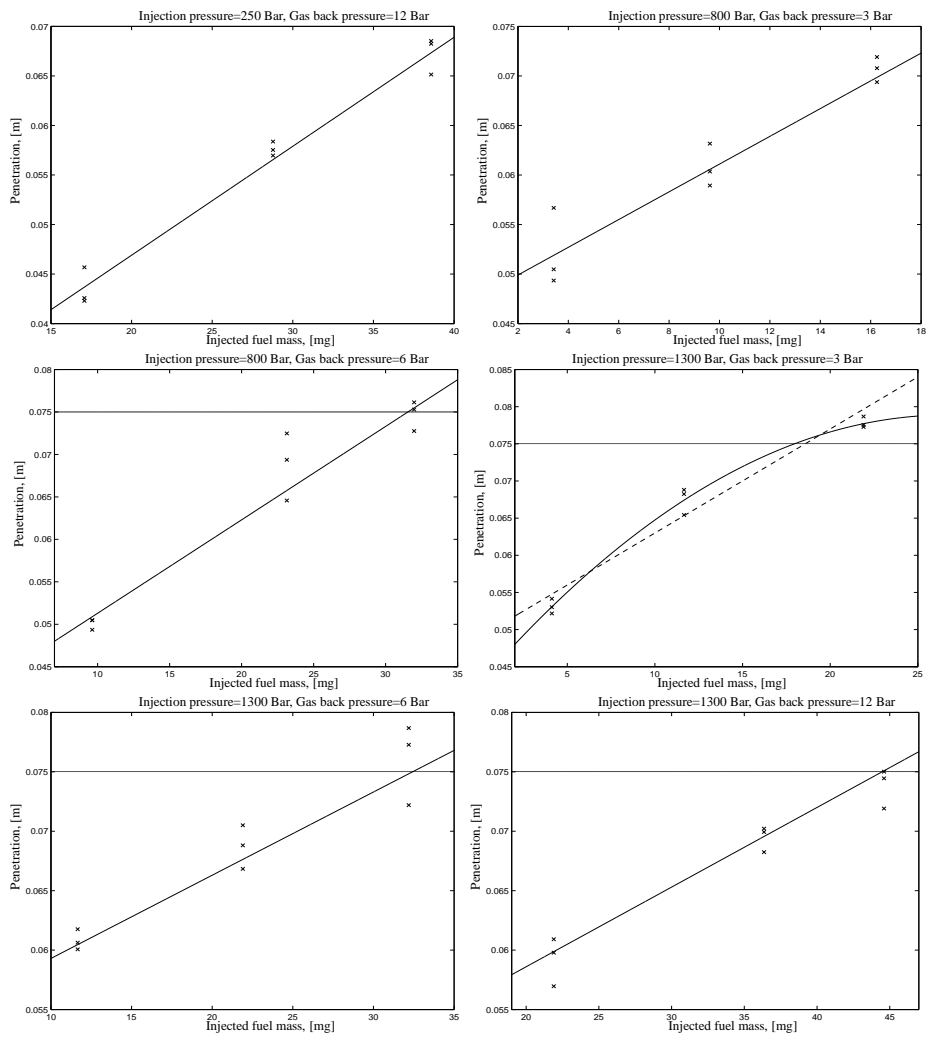 Injection pressure=250 Bar, Gas back pressure=12 Bar
0.07
0.065
0.06
0.055
0.05
0.045
0.04
Penetration, [m]
15 20 25 30 35 40
Injected fuel mass, [mg]
Injection pressure=800 Bar, Gas back pressure=3 Bar
0.075
0.07
0.065
0.06
0.055
0.05
0.045
Penetration, [m]
2 4 6 8 10 12 14 16 18
Injected fuel mass, [mg]
Injection pressure=800 Bar, Gas back pressure=6 Bar
0.08
0.075
0.07
0.065
0.06
0.055
0.05
0.045
Penetration, [m]
10 15 20 25 30 35
Injected fuel mass, [mg]
Injection pressure=1300 Bar, Gas back pressure=3 Bar
0.085
0.08
0.075
0.07
0.065
0.06
0.055
0.05
0.045
Penetration, [m]
5 10 15 20 25
Injected fuel mass, [mg]
Injection pressure=1300 Bar, Gas back pressure=6 Bar
0.08
0.075
0.07
0.065
0.06
0.055
Penetration, [m]
10 15 20 25 30 35
Injected fuel mass, [mg]
Injection pressure=1300 Bar, Gas back pressure=12 Bar
0.08
0.075
0.07
0.065
0.06
0.055
Penetration, [m]
20 25 30 35 40 45
Injected fuel mass, [mg]